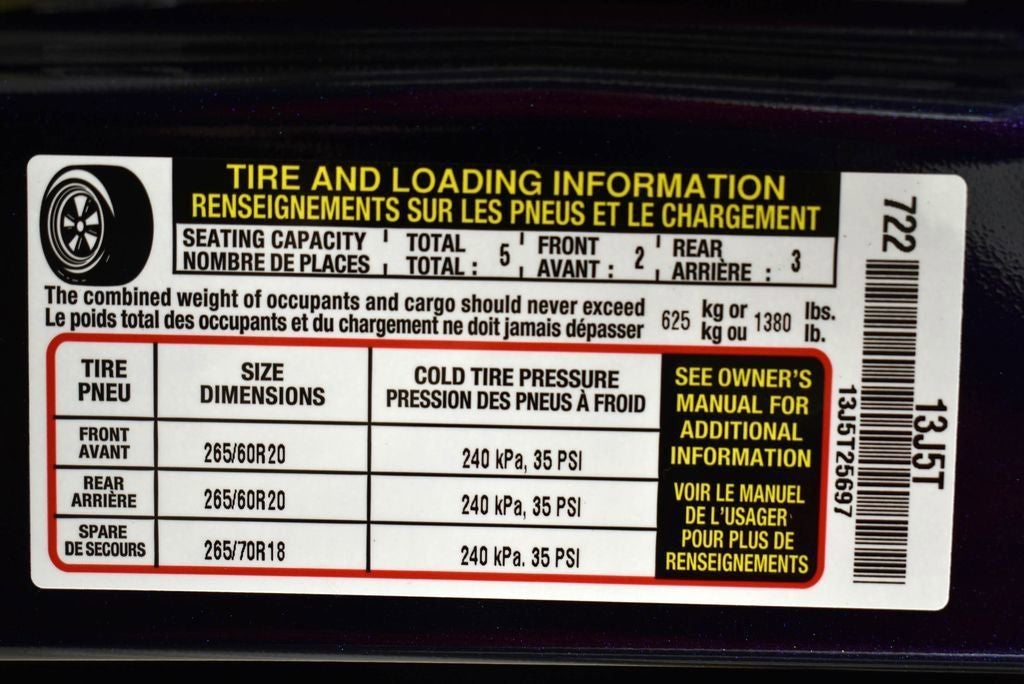 TIRE AND LOADING INFORMATION
RENSEIGNEMENTS SUR LES PNEUS ET LE CHARGEMENT
SEATING CAPACITY TOTAL FRONT REAR
NOMBRE DE PLACES TOTAL : 5 AVANT : 2 ARRIÈRE : 3
The combined weight of occupants and cargo should never exceed 625 kg or 1380 lbs.
Le poids total des occupants et du chargement ne doit jamais dépasser kg ou lb.
TIRE SIZE COLD TIRE PRESSURE
PNEU DIMENSIONS PRESSION DES PNEUS À FROID
FRONT
AVANT 265/60R20 240 kPa, 35 PSI
REAR
ARRIÈRE 265/60R20 240 kPa, 35 PSI
SPARE
DE SECOURS 265/70R18 240 kPa. 35 PSI
SEE OWNER'S
MANUAL FOR
ADDITIONAL
INFORMATION
VOIR LE MANUEL
DE L'USAGER
POUR PLUS DE
RENSEIGNEMENTS
722
13J5T25697
13J5T